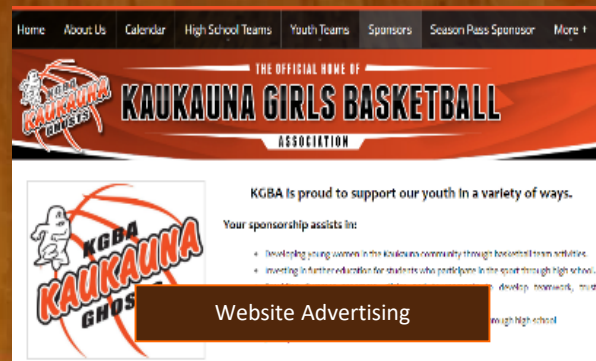 Home About Us Calendar High School Teams Youth Teams Sponsors Season Pass Sponosor More +
KGBA
KAUKAUNA
GHOSTS
THE OFFICIAL HOME OF
KAUKAUNA GIRLS BASKETBALL
ASSOCIATION
KGBA is proud to support our youth in a variety of ways.
Your sponsorship assists in:
Developing young women in the Kaukauna community through basketball team activities.
Investing in further education for students who participate in the sport through high school.
develop teamwork, trust
through high school
KGBA
KAUKAUNA
GHOS
Website Advertising